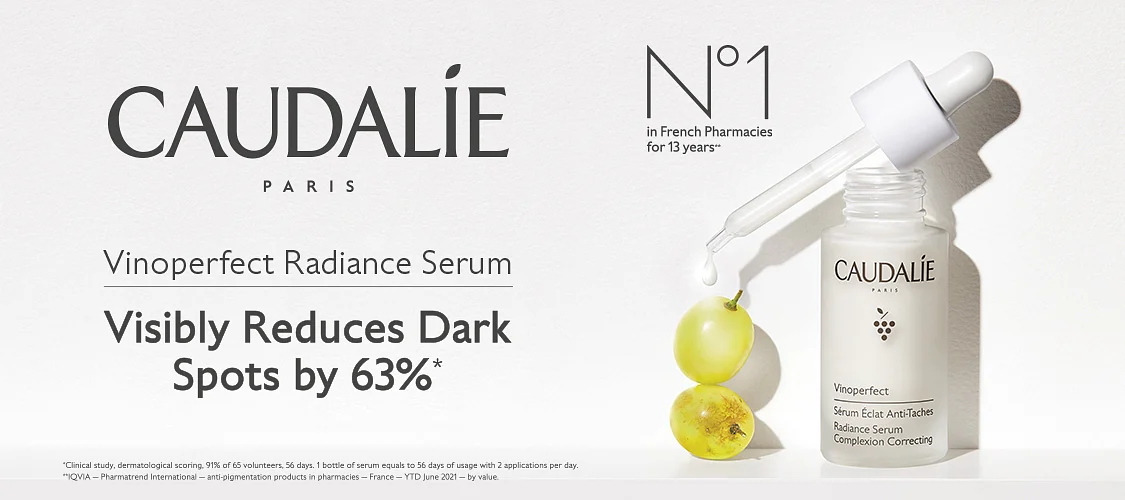 CAUDALÍE
PARIS
Vinoperfect Radiance Serum
Visibly Reduces Dark
Spots by 63%*
*Clinical study, dermatological scoring, 91% of 65 volunteers, 56 days. 1 bottle of serum equals to 56 days of usage with 2 applications per day.
**IQVIA — Pharmatrend International — anti-pigmentation products in pharmacies — France — YTD June 2021 — by value.
N°1
in French Pharmacies
for 13 years**
CAUDALÍE
PARIS
Vinoperfect
Sérum Éclat Anti-Taches
Radiance Serum
Complexion Correcting